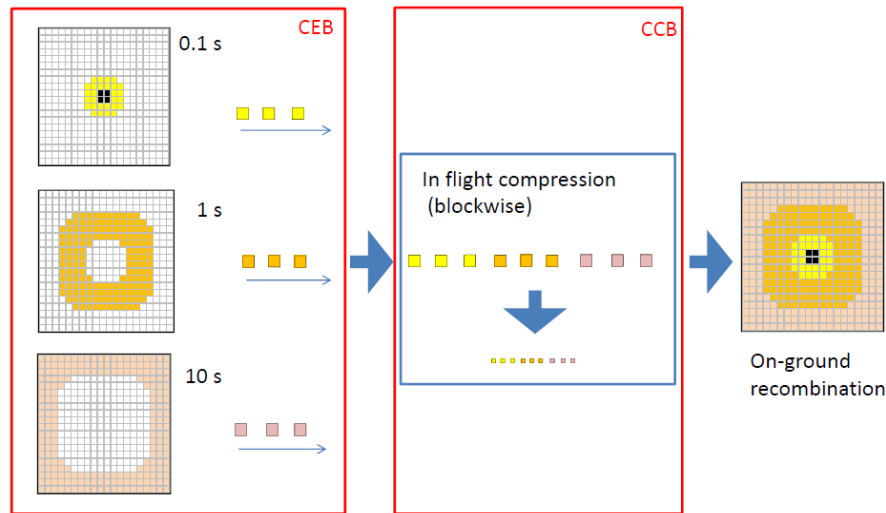 CEB
0.1 s
1 s
10 s
CCB
In flight compression
(blockwise)
On-ground
recombination